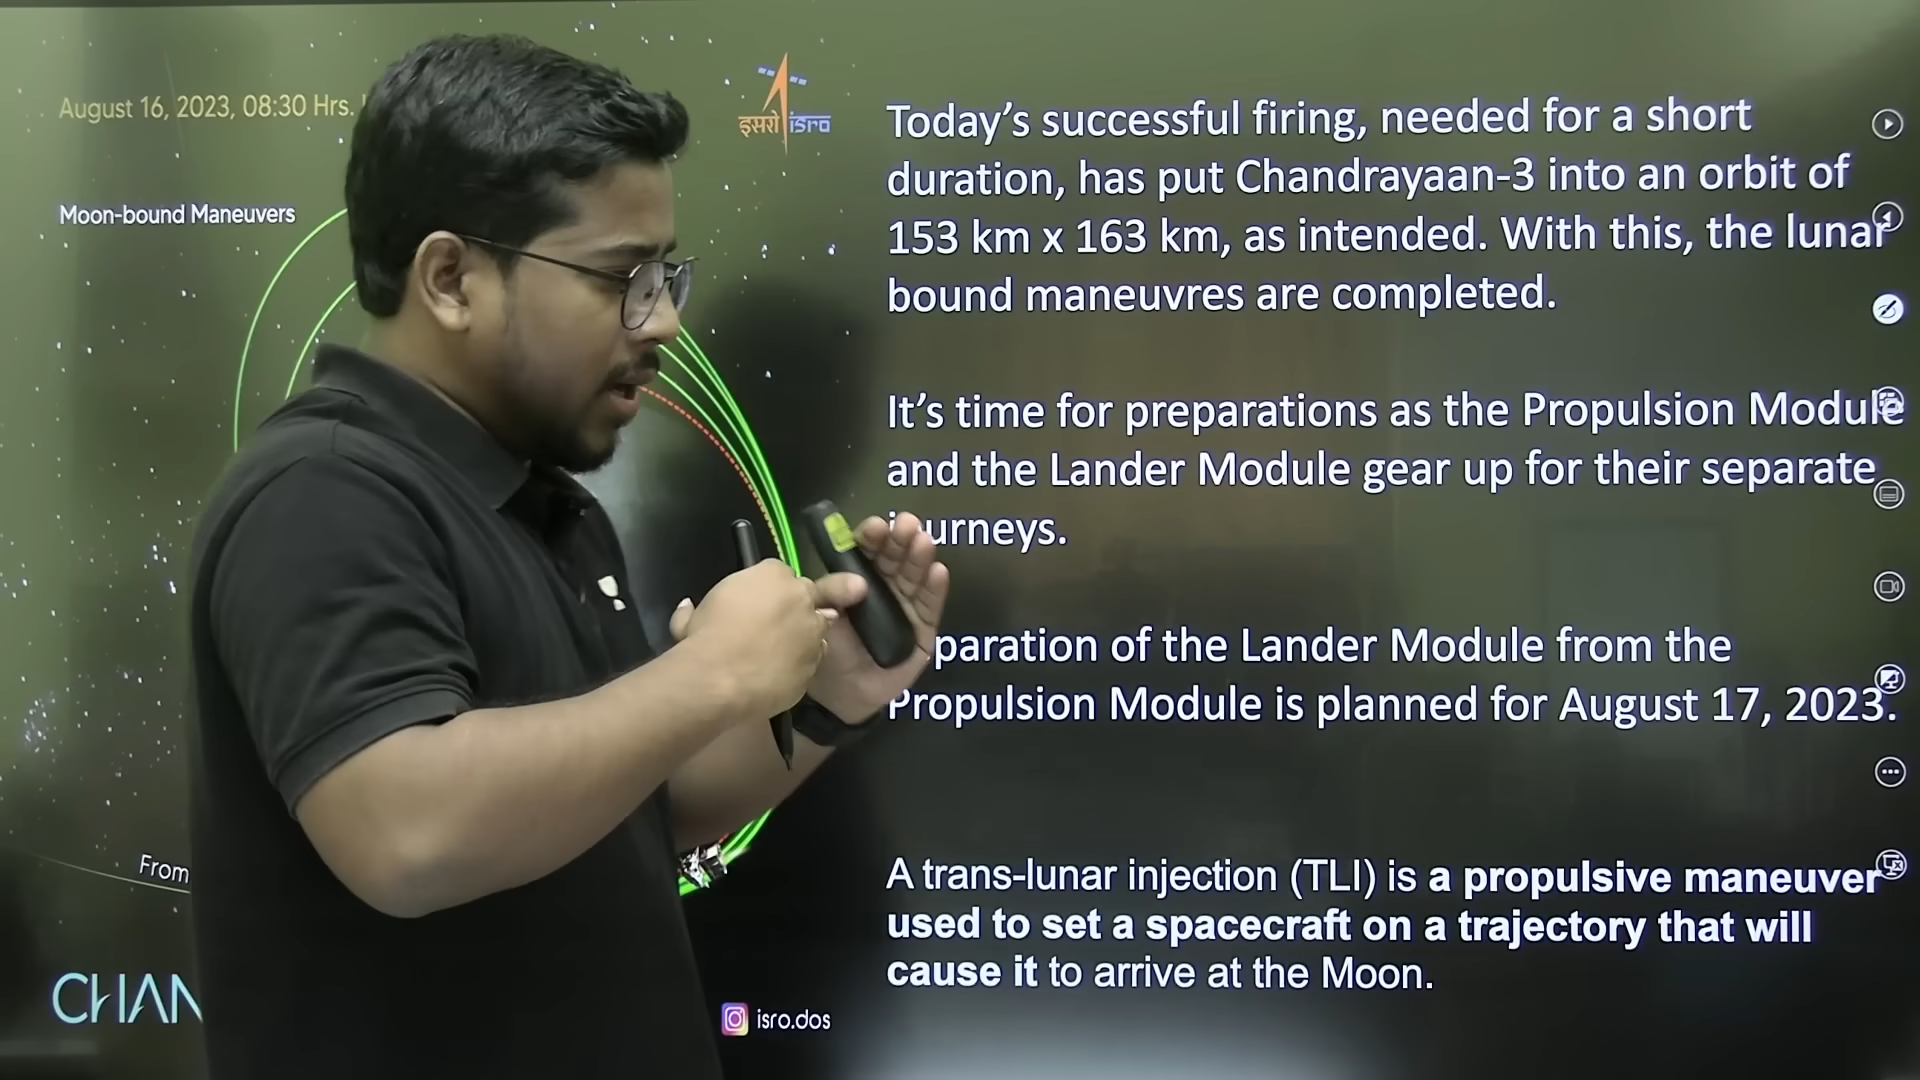 August 16, 2023, 08:30 Hrs.
Moon-bound Maneuvers
इसरो isro
From
CHAN
isro.dos
Today's successful firing, needed for a short
duration, has put Chandrayaan-3 into an orbit of
153 km x 163 km, as intended. With this, the lunar
bound maneuvres are completed.
It's time for preparations as the Propulsion Module
and the Lander Module gear up for their separate
urneys.
paration of the Lander Module from the
Propulsion Module is planned for August 17, 2023.
A trans-lunar injection (TLI) is a propulsive maneuver
used to set a spacecraft on a trajectory that will
cause it to arrive at the Moon.